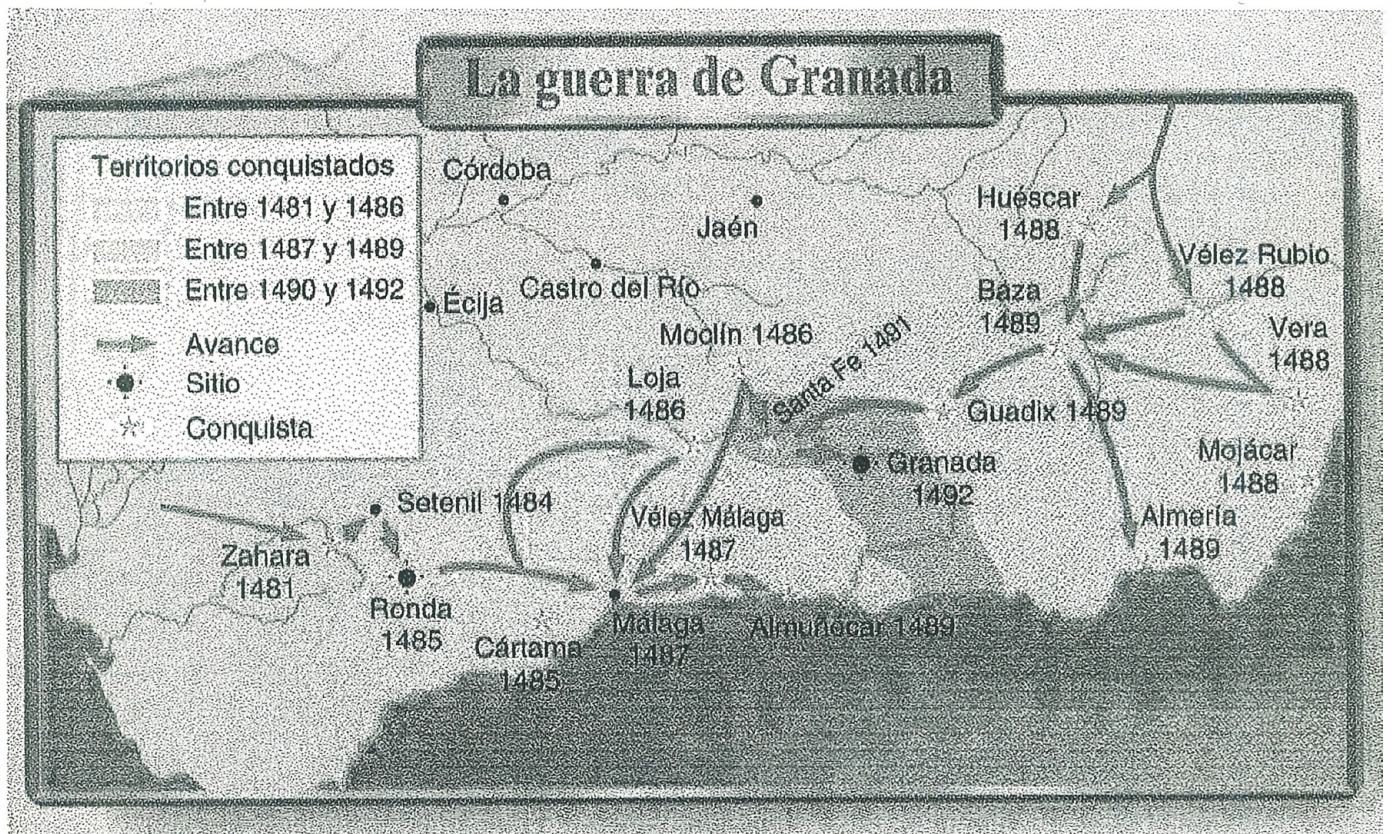 La guerra de Granada
Territorios conquistados
Entre 1481 y 1486
Entre 1487 y 1489
Entre 1490 y 1492
Avance
Sitio
Conquista
Córdoba
Jaén
Castro del Río
Écija
Huéscar
1488
Vélez Rubio
1488
Baza
1489
Vera
1488
Moclín 1486
Santa Fe 1491
Loja
1486
Guadix 1489
Granada
1492
Mojácar
1488
Setenil 1484
Vélez Málaga
1487
Almería
1489
Zahara
1481
Ronda
1485
Cártama
1485
Málaga
1487
Almuñécar 1489